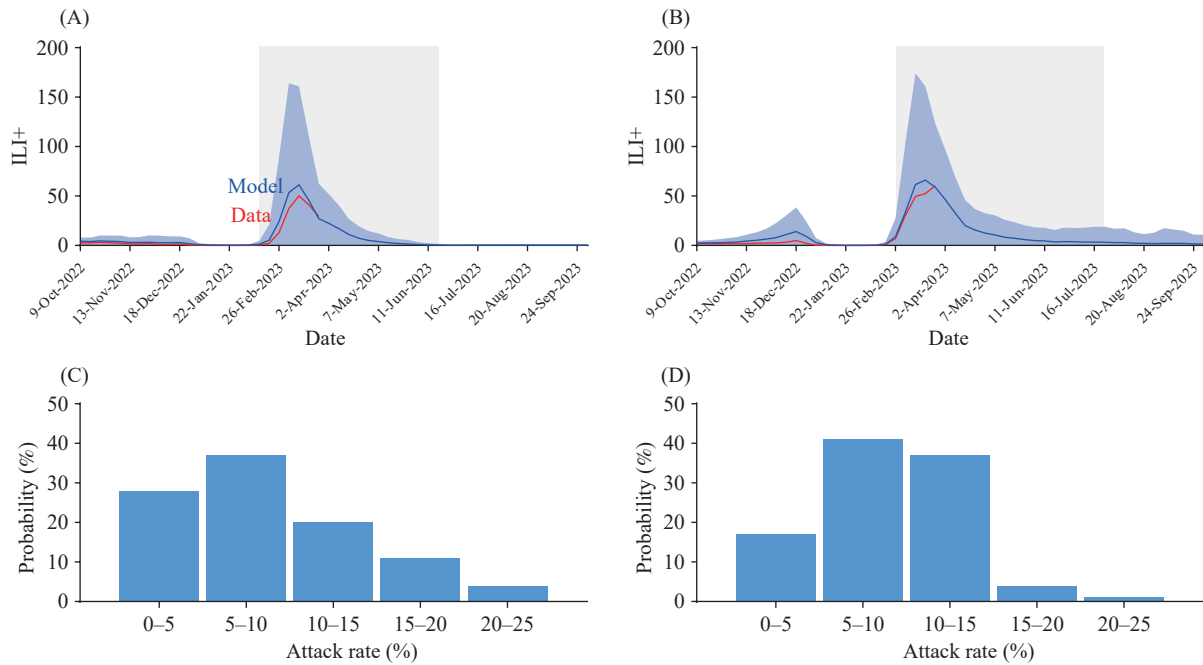 (A)
200
150
100
50
0
ILI+
Model
Data
9-Oct-2022
13-Nov-2022
18-Dec-2022
22-Jan-2023
26-Feb-2023
2-Apr-2023
7-May-2023
11-Jun-2023
16-Jul-2023
20-Aug-2023
24-Sep-2023
Date
(B)
200
150
100
50
0
ILI+
9-Oct-2022
13-Nov-2022
18-Dec-2022
22-Jan-2023
26-Feb-2023
2-Apr-2023
7-May-2023
11-Jun-2023
16-Jul-2023
20-Aug-2023
24-Sep-2023
Date
(C)
50
40
30
20
10
0
Probability (%)
0–5 5–10 10–15 15–20 20–25
Attack rate (%)
(D)
50
40
30
20
10
0
Probability (%)
0–5 5–10 10–15 15–20 20–25
Attack rate (%)